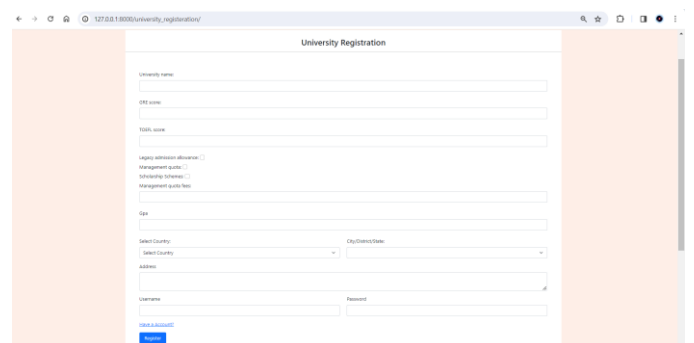 127.0.0.1:8000/university_registeration/
University Registration
University name:
GRE score:
TOEFL score:
Legacy admission allowance:
Management quota:
Scholarship Schemes:
Management quota fees:
Gpa:
Select Country: City/District/State:
Select Country
Address:
Username: Password:
Have a account?
Register